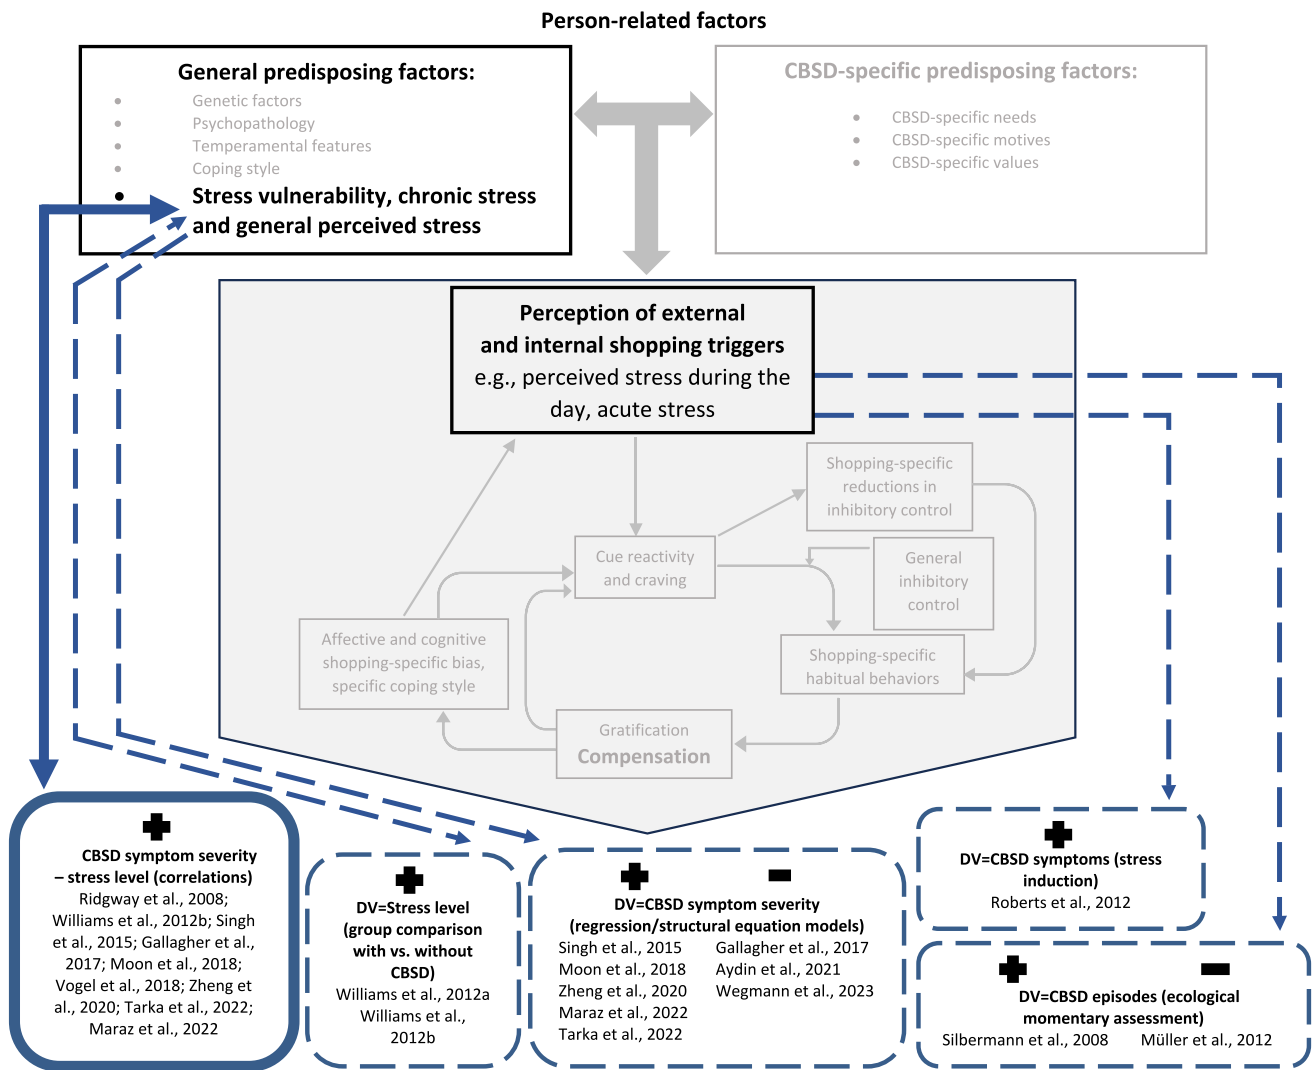 Person-related factors
General predisposing factors:
• Genetic factors
• Psychopathology
• Temperamental features
• Coping style
• Stress vulnerability, chronic stress
and general perceived stress
CBSD-specific predisposing factors:
• CBSD-specific needs
• CBSD-specific motives
• CBSD-specific values
Perception of external
and internal shopping triggers
e.g., perceived stress during the
day, acute stress
Shopping-specific
reductions in
inhibitory control
Cue reactivity
and craving
General
inhibitory
control
Affective and cognitive
shopping-specific bias,
specific coping style
Shopping-specific
habitual behaviors
Gratification
Compensation
CBSD symptom severity
– stress level (correlations)
Ridgway et al., 2008;
Williams et al., 2012b; Singh
et al., 2015; Gallagher et al.,
2017; Moon et al., 2018;
Vogel et al., 2018; Zheng et
al., 2020; Tarka et al., 2022;
Maraz et al., 2022
DV=Stress level
(group comparison
with vs. without
CBSD)
Williams et al., 2012a
Williams et al.,
2012b
DV=CBSD symptom severity
(regression/structural equation models)
Singh et al., 2015
Moon et al., 2018
Zheng et al., 2020
Maraz et al., 2022
Tarka et al., 2022
Gallagher et al., 2017
Aydin et al., 2021
Wegmann et al., 2023
DV=CBSD symptoms (stress
induction)
Roberts et al., 2012
DV=CBSD episodes (ecological
momentary assessment)
Silbermann et al., 2008
Müller et al., 2012